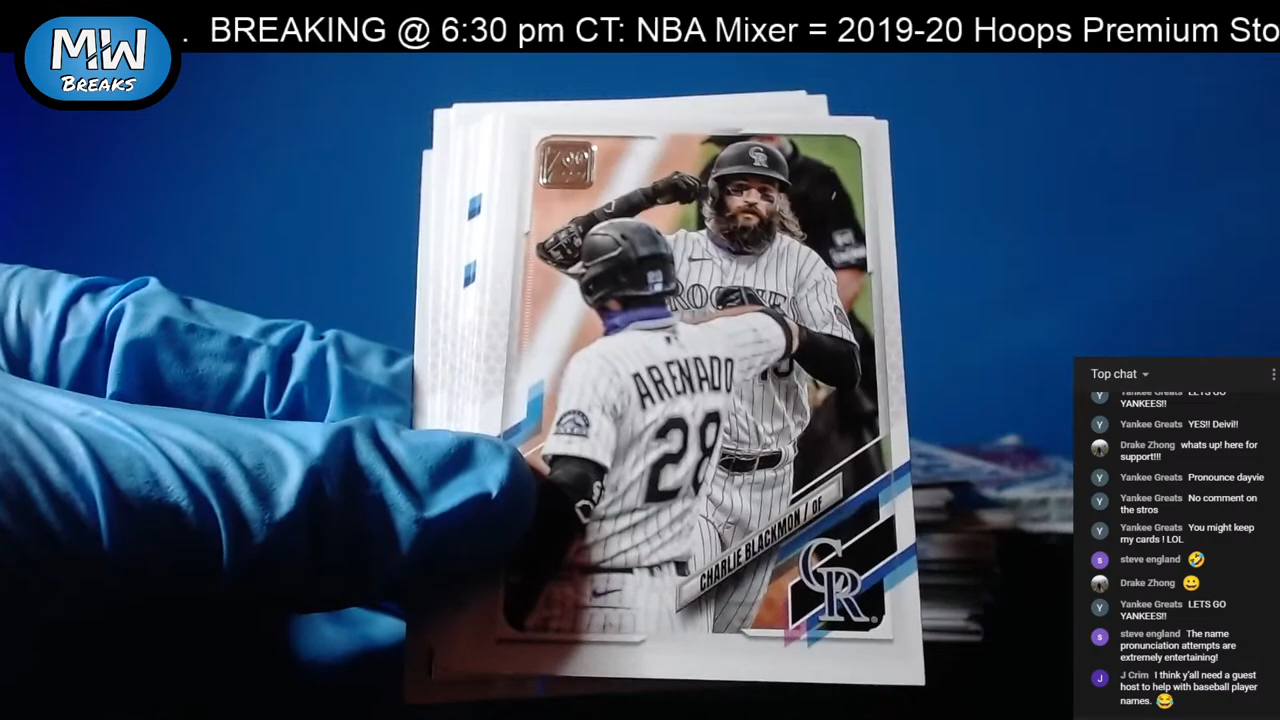 . BREAKING @ 6:30 pm CT: NBA Mixer = 2019-20 Hoops Premium Sto
MW
BREAKS
70
CR
ROCKIES
ARENADO
28
CHARLIE BLACKMON / OF
CR
Top chat
Yankee Greats LETS GO
YANKEES!!
Yankee Greats YES!! Deivi!!
Drake Zhong whats up! here for
support!!!
Yankee Greats Pronounce dayvie
Yankee Greats No comment on
the stros
Yankee Greats You might keep
my cards ! LOL
steve england 🤣
Drake Zhong 😀
Yankee Greats LETS GO
YANKEES!!
steve england The name
pronunciation attempts are
extremely entertaining!
J Crim I think y'all need a guest
host to help with baseball player
names. 😂